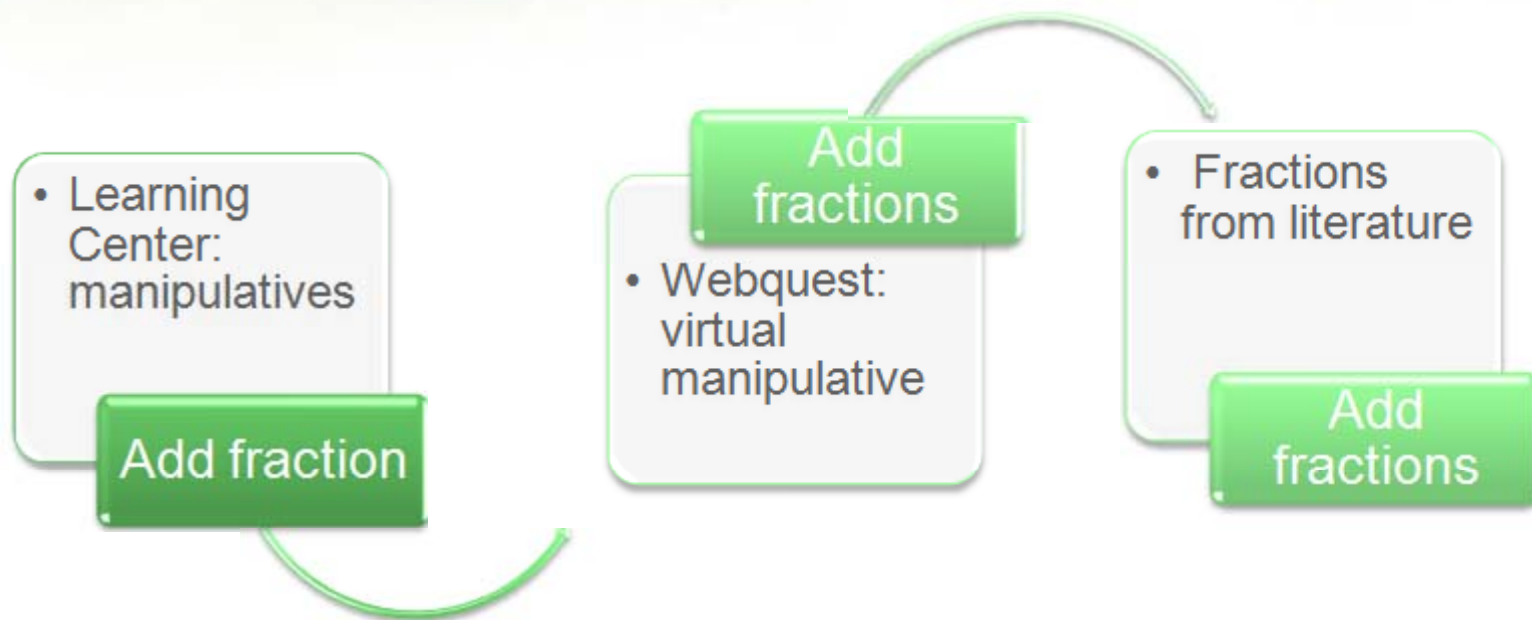 • Learning
Center:
manipulatives
Add fraction
Add
fractions
• Webquest:
virtual
manipulative
• Fractions
from literature
Add
fractions